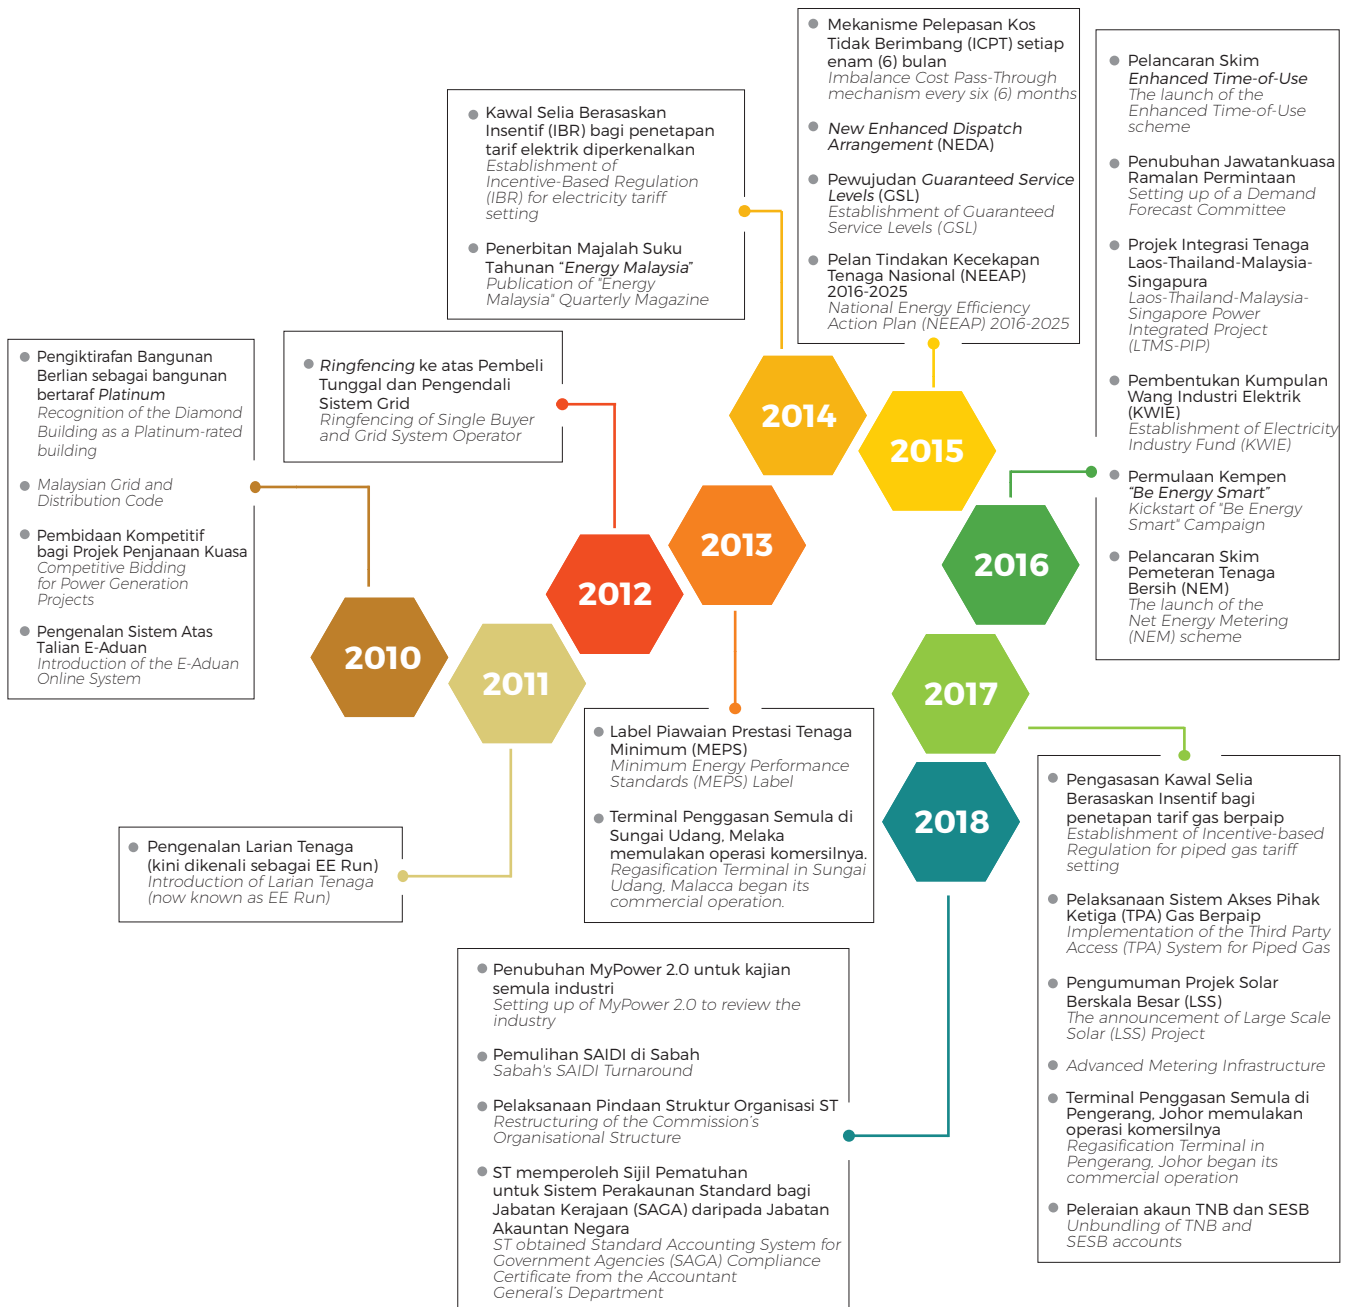 Pengiktirafan Bangunan
Berlian sebagai bangunan
bertaraf Platinum
Recognition of the Diamond
Building as a Platinum-rated
building
Malaysian Grid and
Distribution Code
Pembidaan Kompetitif
bagi Projek Penjanaan Kuasa
Competitive Bidding
for Power Generation
Projects
Pengenalan Sistem Atas
Talian E-Aduan
Introduction of the E-Aduan
Online System
2010
Pengenalan Larian Tenaga
(kini dikenali sebagai EE Run)
Introduction of Larian Tenaga
(now known as EE Run)
2011
Ringfencing ke atas Pembeli
Tunggal dan Pengendali
Sistem Grid
Ringfencing of Single Buyer
and Grid System Operator
2012
2013
Label Piawaian Prestasi Tenaga
Minimum (MEPS)
Minimum Energy Performance
Standards (MEPS) Label
Terminal Penggasan Semula di
Sungai Udang, Melaka
memulakan operasi komersilnya.
Regasification Terminal in Sungai
Udang, Malacca began its
commercial operation.
Kawal Selia Berasaskan
Insentif (IBR) bagi penetapan
tarif elektrik diperkenalkan
Establishment of
Incentive-Based Regulation
(IBR) for electricity tariff
setting
Penerbitan Majalah Suku
Tahunan “Energy Malaysia”
Publication of "Energy
Malaysia" Quarterly Magazine
2014
Mekanisme Pelepasan Kos
Tidak Berimbang (ICPT) setiap
enam (6) bulan
Imbalance Cost Pass-Through
mechanism every six (6) months
New Enhanced Dispatch
Arrangement (NEDA)
Pewujudan Guaranteed Service
Levels (GSL)
Establishment of Guaranteed
Service Levels (GSL)
Pelan Tindakan Kecekapan
Tenaga Nasional (NEEAP)
2016-2025
National Energy Efficiency
Action Plan (NEEAP) 2016-2025
2015
Pelancaran Skim
Enhanced Time-of-Use
The launch of the
Enhanced Time-of-Use
scheme
Penubuhan Jawatankuasa
Ramalan Permintaan
Setting up of a Demand
Forecast Committee
Projek Integrasi Tenaga
Laos-Thailand-Malaysia-
Singapura
Laos-Thailand-Malaysia-
Singapore Power
Integrated Project
(LTMS-PIP)
Pembentukan Kumpulan
Wang Industri Elektrik
(KWIE)
Establishment of Electricity
Industry Fund (KWIE)
Permulaan Kempen
“Be Energy Smart”
Kickstart of "Be Energy
Smart" Campaign
Pelancaran Skim
Pemeteran Tenaga
Bersih (NEM)
The launch of the
Net Energy Metering
(NEM) scheme
2016
2017
Pengasasan Kawal Selia
Berasaskan Insentif bagi
penetapan tarif gas berpaip
Establishment of Incentive-based
Regulation for piped gas tariff
setting
Pelaksanaan Sistem Akses Pihak
Ketiga (TPA) Gas Berpaip
Implementation of the Third Party
Access (TPA) System for Piped Gas
Pengumuman Projek Solar
Berskala Besar (LSS)
The announcement of Large Scale
Solar (LSS) Project
Advanced Metering Infrastructure
Terminal Penggasan Semula di
Pengerang, Johor memulakan
operasi komersilnya
Regasification Terminal in
Pengerang, Johor began its
commercial operation
Peleraian akaun TNB dan SESB
Unbundling of TNB and
SESB accounts
2018
Penubuhan MyPower 2.0 untuk kajian
semula industri
Setting up of MyPower 2.0 to review the
industry
Pemulihan SAIDI di Sabah
Sabah's SAIDI Turnaround
Pelaksanaan Pindaan Struktur Organisasi ST
Restructuring of the Commission’s
Organisational Structure
ST memperoleh Sijil Pematuhan
untuk Sistem Perakaunan Standard bagi
Jabatan Kerajaan (SAGA) daripada Jabatan
Akauntan Negara
ST obtained Standard Accounting System for
Government Agencies (SAGA) Compliance
Certificate from the Accountant
General’s Department